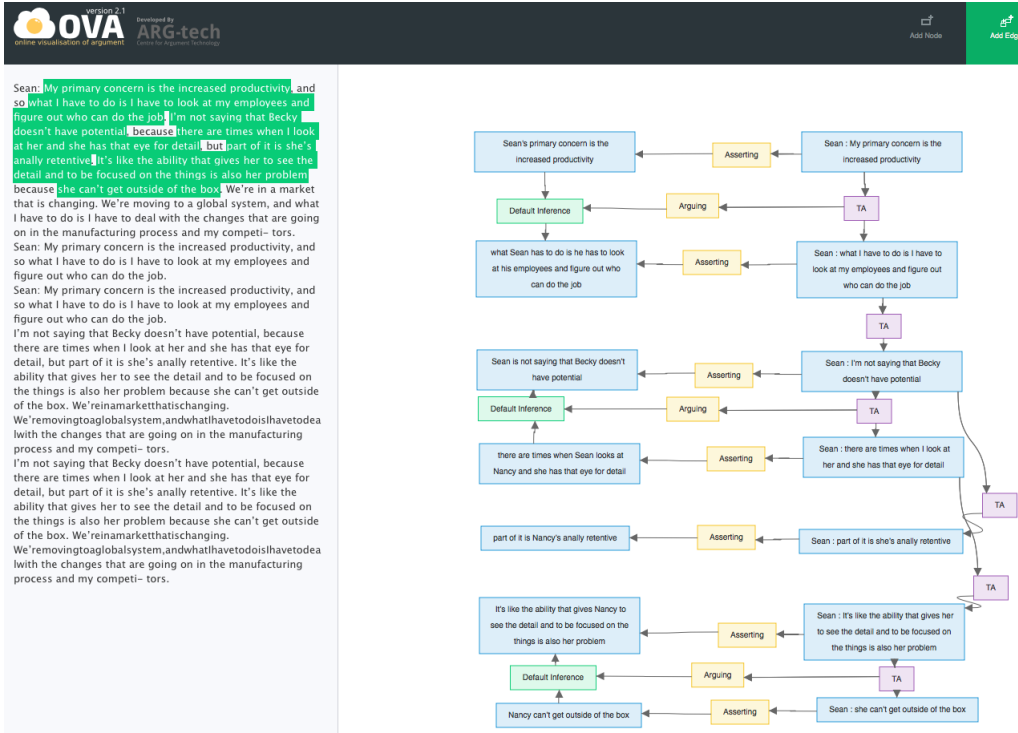 version 2.1
OVA
online visualisation of argument
Developed By
ARG-tech
Centre for Argument Technology
Add Node
Add Edg
Sean: My primary concern is the increased productivity, and
so what I have to do is I have to look at my employees and
figure out who can do the job. I'm not saying that Becky
doesn't have potential, because there are times when I look
at her and she has that eye for detail, but part of it is she's
anally retentive. It's like the ability that gives her to see the
detail and to be focused on the things is also her problem
because she can't get outside of the box. We're in a market
that is changing. We're moving to a global system, and what
I have to do is I have to deal with the changes that are going
on in the manufacturing process and my competi- tors.
Sean: My primary concern is the increased productivity, and
so what I have to do is I have to look at my employees and
figure out who can do the job.
Sean: My primary concern is the increased productivity, and
so what I have to do is I have to look at my employees and
figure out who can do the job.
I'm not saying that Becky doesn't have potential, because
there are times when I look at her and she has that eye for
detail, but part of it is she's anally retentive. It's like the
ability that gives her to see the detail and to be focused on
the things is also her problem because she can't get outside
of the box. We'reinamarketthatischanging.
We'removingtoaglobalsystem,andwhatIhavetodoisIhavetodea
lwith the changes that are going on in the manufacturing
process and my competi- tors.
I'm not saying that Becky doesn't have potential, because
there are times when I look at her and she has that eye for
detail, but part of it is she's anally retentive. It's like the
ability that gives her to see the detail and to be focused on
the things is also her problem because she can't get outside
of the box. We'reinamarketthatischanging.
We'removingtoaglobalsystem,andwhatIhavetodoisIhavetodea
lwith the changes that are going on in the manufacturing
process and my competi- tors.
Sean's primary concern is the
increased productivity
Asserting
Sean : My primary concern is the
increased productivity
Default Inference
Arguing
TA
what Sean has to do is he has to look
at his employees and figure out who
can do the job
Asserting
Sean : what I have to do is I have to
look at my employees and figure out
who can do the job
TA
Sean is not saying that Becky doesn't
have potential
Asserting
Sean : I'm not saying that Becky
doesn't have potential
Default Inference
Arguing
TA
there are times when Sean looks at
Nancy and she has that eye for detail
Asserting
Sean : there are times when I look at
her and she has that eye for detail
TA
part of it is Nancy's anally retentive
Asserting
Sean : part of it is she's anally retentive
TA
It's like the ability that gives Nancy to
see the detail and to be focused on the
things is also her problem
Asserting
Sean : It's like the ability that gives her
to see the detail and to be focused on
the things is also her problem
Default Inference
Arguing
TA
Nancy can't get outside of the box
Asserting
Sean : she can't get outside of the box